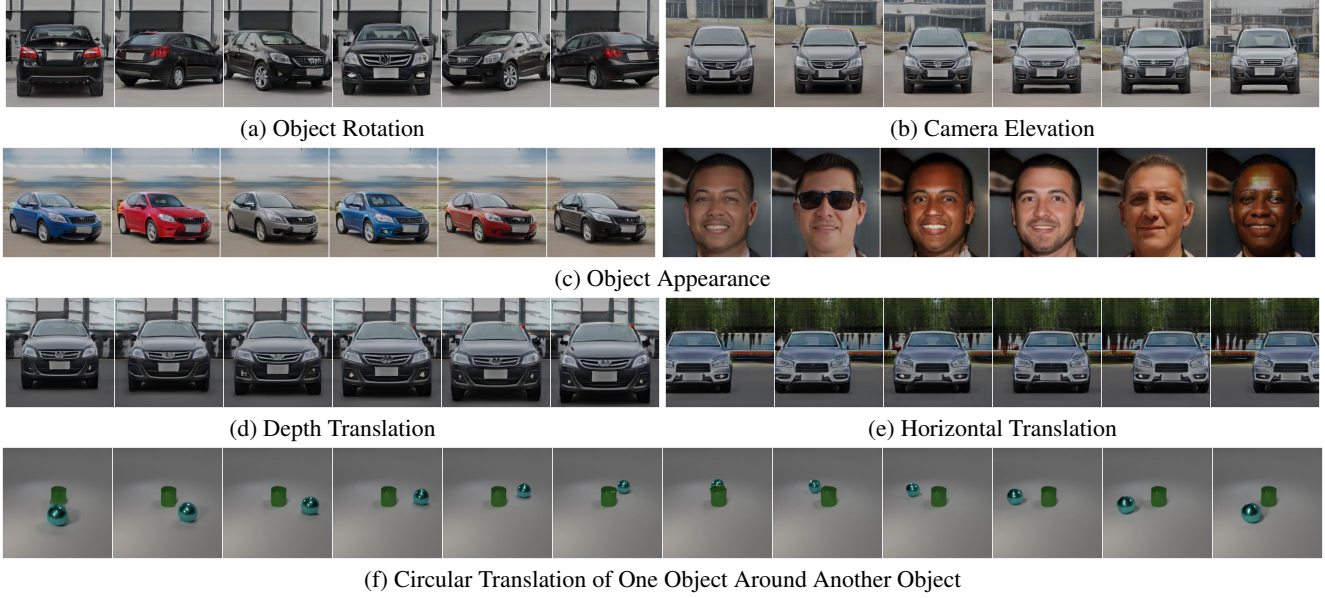 (a) Object Rotation
(b) Camera Elevation
(c) Object Appearance
(d) Depth Translation
(e) Horizontal Translation
(f) Circular Translation of One Object Around Another Object